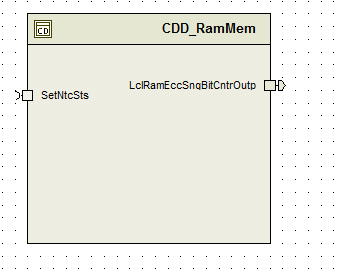 CD
CDD_RamMem
LclRamEccSngBitCntrOutp
SetNtcSts